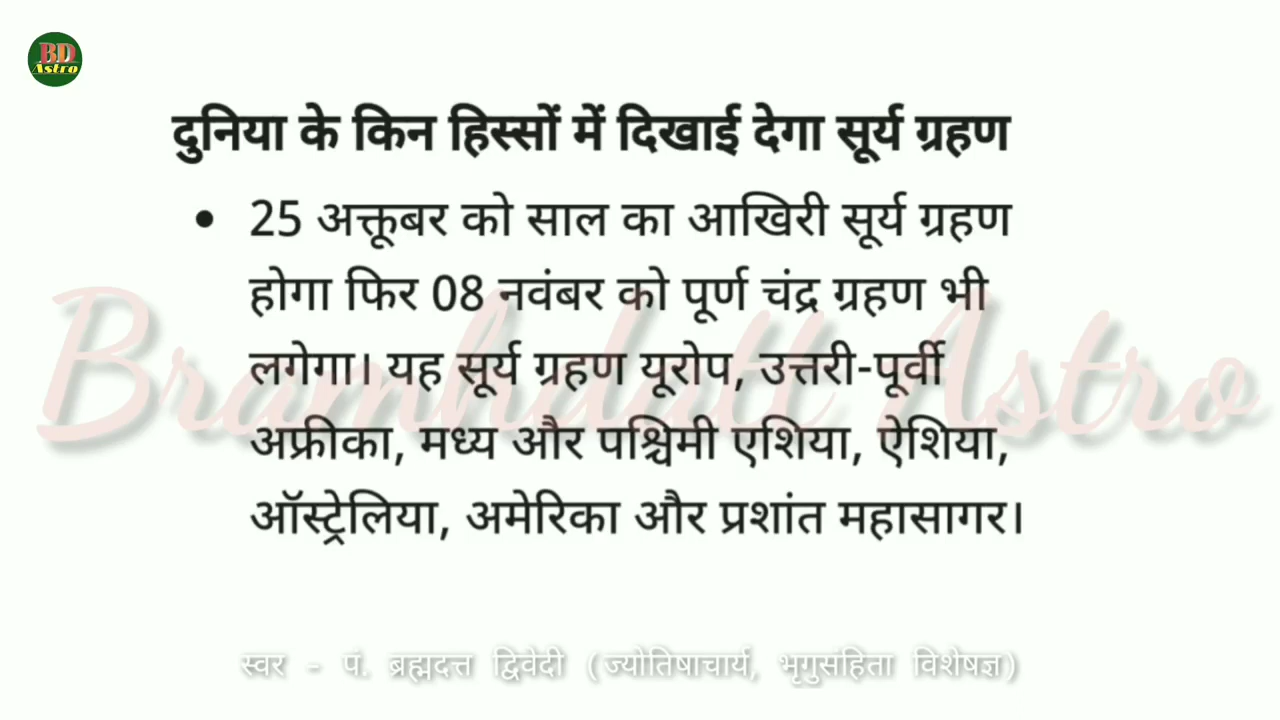 BD
Astro
दुनिया के किन हिस्सों में दिखाई देगा सूर्य ग्रहण
• 25 अक्तूबर को साल का आखिरी सूर्य ग्रहण
होगा फिर 08 नवंबर को पूर्ण चंद्र ग्रहण भी
लगेगा। यह सूर्य ग्रहण यूरोप, उत्तरी-पूर्वी
अफ्रीका, मध्य और पश्चिमी एशिया, ऐशिया,
ऑस्ट्रेलिया, अमेरिका और प्रशांत महासागर।
Bramhdutt Astro
स्वर - पं. ब्रह्मदत्त द्विवेदी (ज्योतिषाचार्य, भृगुसंहिता विशेषज्ञ)